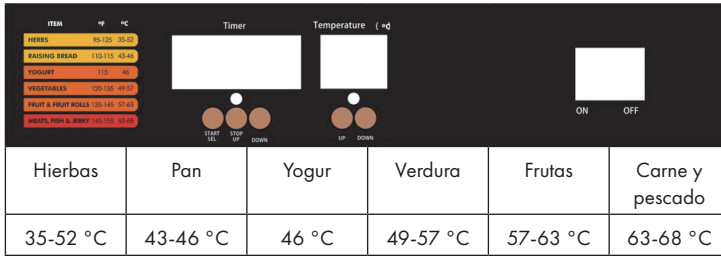 ITEM °F °C
HERBS 95-125 35-52
RAISING BREAD 110-115 43-46
YOGURT 115 46
VEGETABLES 120-135 49-57
FRUIT & FRUIT ROLLS 135-145 57-63
MEATS, FISH & JERKY 145-155 63-68
Timer
START SEL
STOP UP
DOWN
Temperature (°C)
UP DOWN
ON OFF
Hierbas Pan Yogur Verdura Frutas Carne y pescado
35-52 °C 43-46 °C 46 °C 49-57 °C 57-63 °C 63-68 °C